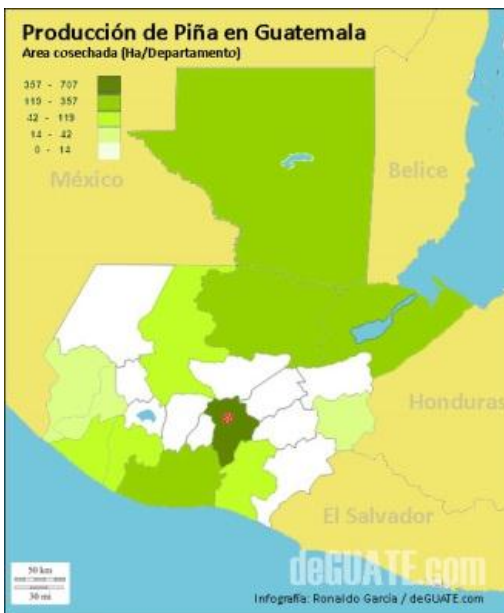 Producción de Piña en Guatemala
Area cosechada (Ha/Departamento)
357 - 707
119 - 357
42 - 119
14 - 42
0 - 14
México
Belice
Honduras
El Salvador
50 km
30 mi
deGUATE.com
Infografía: Ronaldo García / deGUATE.com